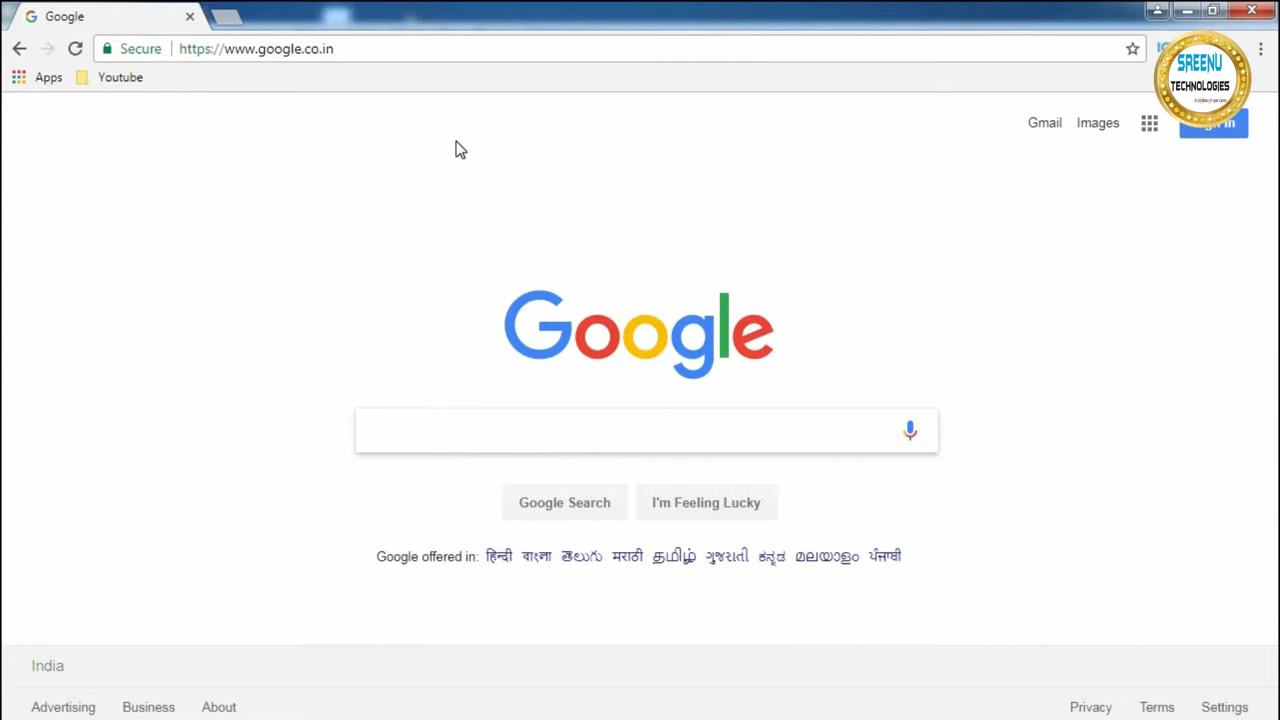 Google
Secure https://www.google.co.in
Apps Youtube
SREENU
TECHNOLOGIES
Gmail Images
Google
Google Search I'm Feeling Lucky
Google offered in: हिन्दी বাংলা తెలుగు मराठी தமிழ் ગુજરાતી ಕನ್ನಡ മലയാളം ਪੰਜਾਬੀ
India
Advertising Business About Privacy Terms Settings